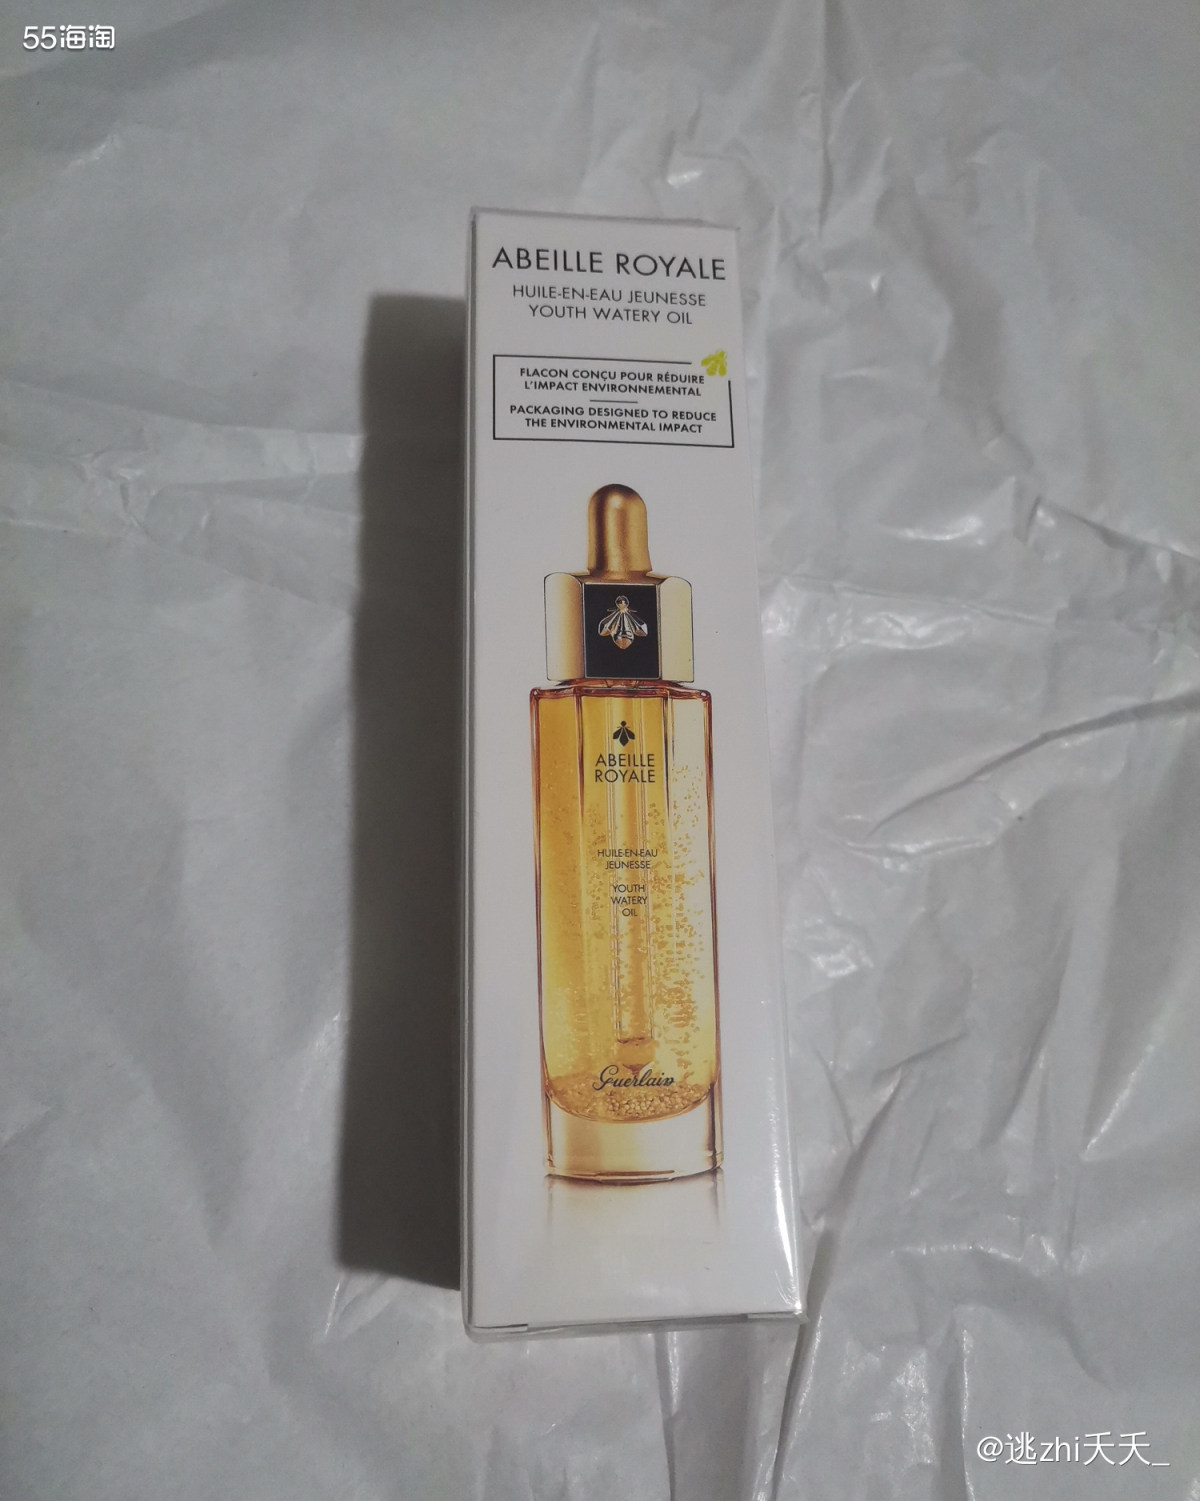 55海淘
ABEILLE ROYALE
HUILE-EN-EAU JEUNESSE
YOUTH WATERY OIL
FLACON CONÇU POUR RÉDUIRE
L'IMPACT ENVIRONNEMENTAL
PACKAGING DESIGNED TO REDUCE
THE ENVIRONMENTAL IMPACT
ABEILLE
ROYALE
HUILE-EN-EAU
JEUNESSE
YOUTH
WATERY
OIL
Guerlain
@逃zhi夭夭_